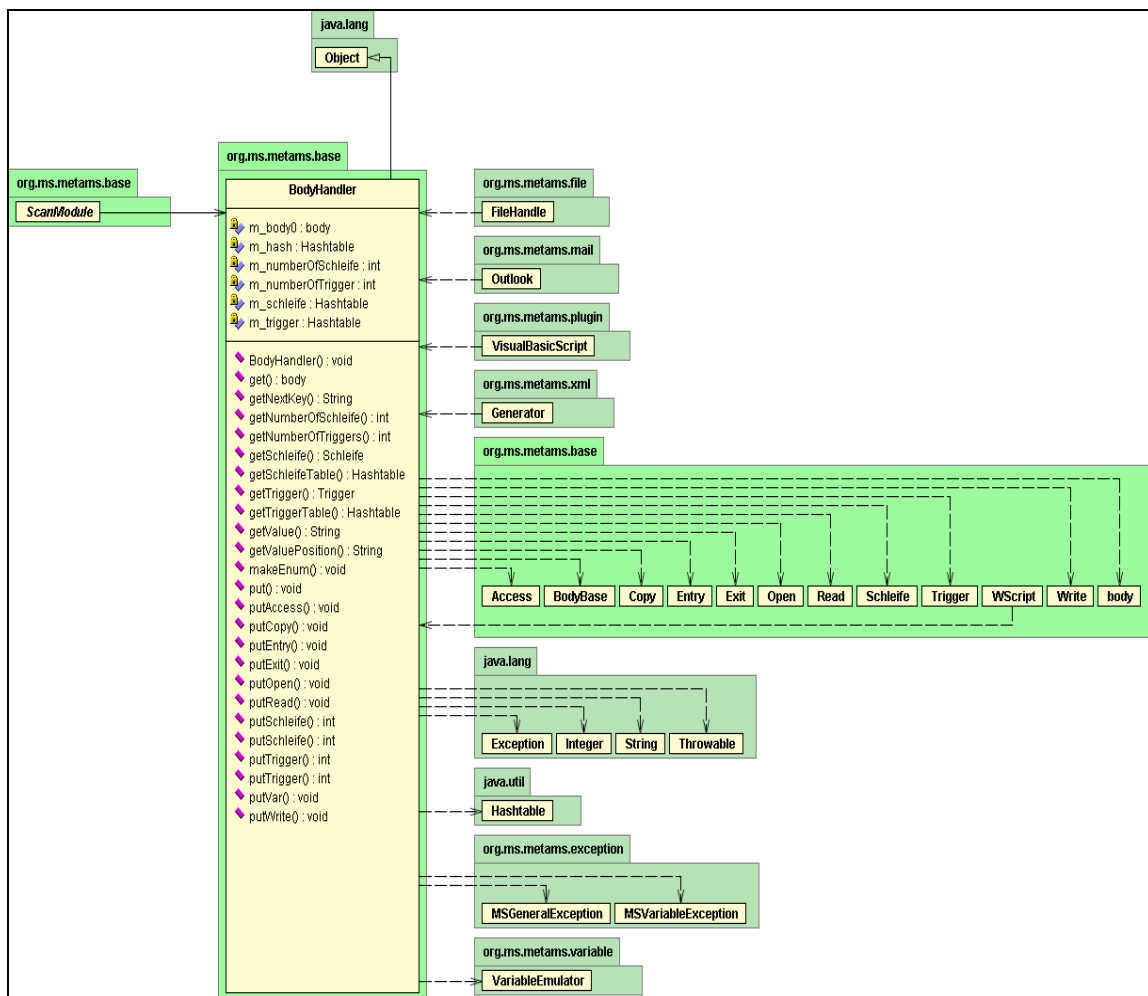 java.lang
Object
org.ms.metams.base
ScanModule
org.ms.metams.base
BodyHandler
m_body0 : body
m_hash : Hashtable
m_numberOfSchleife : int
m_numberOfTrigger : int
m_schleife : Hashtable
m_trigger : Hashtable
BodyHandler() : void
get() : body
getNextKey() : String
getNumberOfSchleife() : int
getNumberOfTriggers() : int
getSchleife() : Schleife
getSchleifeTable() : Hashtable
getTrigger() : Trigger
getTriggerTable() : Hashtable
getValue() : String
getValuePosition() : String
makeEnum() : void
put() : void
putAccess() : void
putCopy() : void
putEntry() : void
putExit() : void
putOpen() : void
putRead() : void
putSchleife() : int
putSchleife() : int
putTrigger() : int
putTrigger() : int
putVar() : void
putWrite() : void
org.ms.metams.file
FileHandle
org.ms.metams.mail
Outlook
org.ms.metams.plugin
VisualBasicScript
org.ms.metams.xml
Generator
org.ms.metams.base
Access BodyBase Copy Entry Exit Open Read Schleife Trigger WScript Write body
java.lang
Exception Integer String Throwable
java.util
Hashtable
org.ms.metams.exception
MSGeneralException MSVariableException
org.ms.metams.variable
VariableEmulator